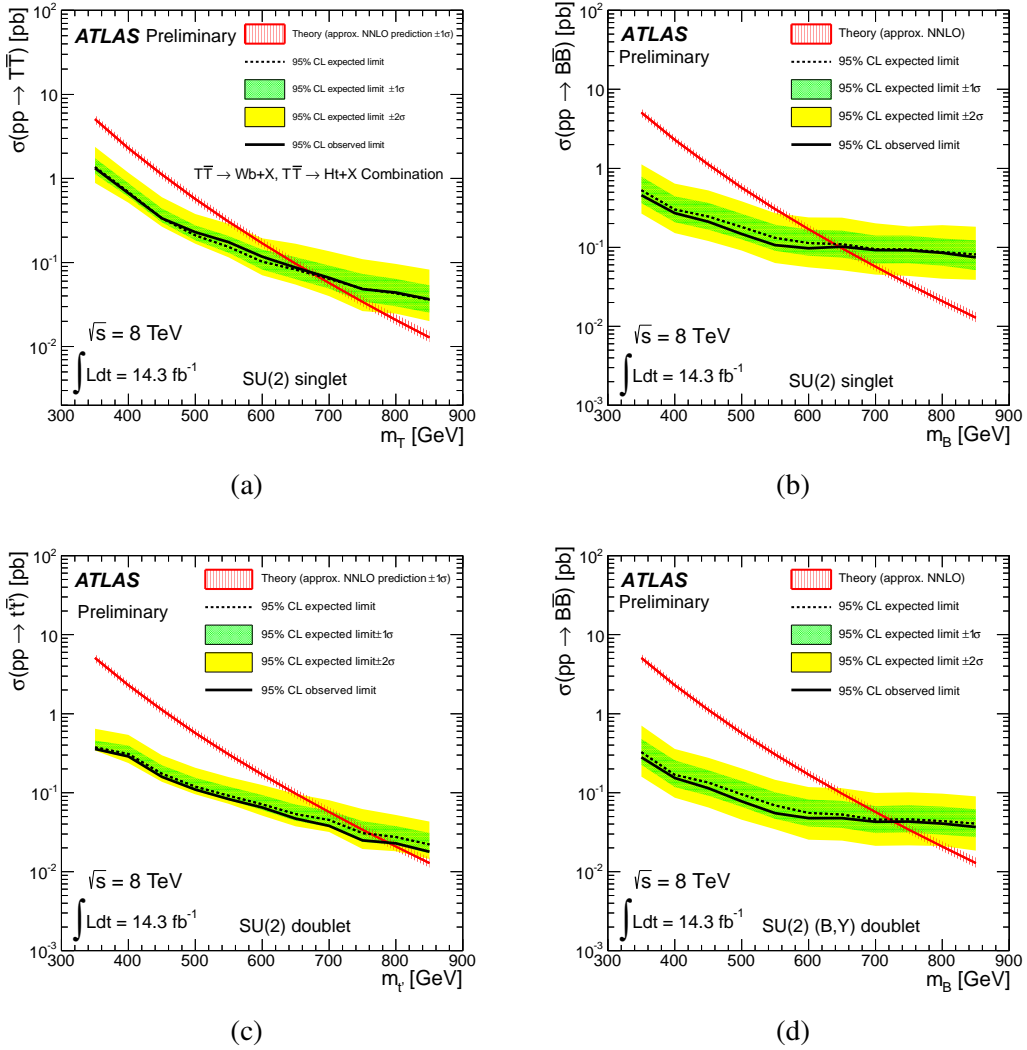 σ(pp → TT̅) [pb]
10²
10
1
10⁻¹
10⁻²
ATLAS Preliminary
Theory (approx. NNLO prediction ±1σ)
95% CL expected limit
95% CL expected limit ±1σ
95% CL expected limit ±2σ
95% CL observed limit
TT̅ → Wb+X, TT̅ → Ht+X Combination
√s = 8 TeV
∫ Ldt = 14.3 fb⁻¹
SU(2) singlet
300 400 500 600 700 800 900
m_T [GeV]
(a)
σ(pp → BB̅) [pb]
10²
10
1
10⁻¹
10⁻²
10⁻³
ATLAS
Preliminary
Theory (approx. NNLO)
95% CL expected limit
95% CL expected limit ±1σ
95% CL expected limit ±2σ
95% CL observed limit
√s = 8 TeV
∫ Ldt = 14.3 fb⁻¹
SU(2) singlet
300 400 500 600 700 800 900
m_B [GeV]
(b)
σ(pp → t't̅') [pb]
10²
10
1
10⁻¹
10⁻²
10⁻³
ATLAS
Preliminary
Theory (approx. NNLO prediction ±1σ)
95% CL expected limit
95% CL expected limit±1σ
95% CL expected limit±2σ
95% CL observed limit
√s = 8 TeV
∫ Ldt = 14.3 fb⁻¹
SU(2) doublet
300 400 500 600 700 800 900
m_t' [GeV]
(c)
σ(pp → BB̅) [pb]
10²
10
1
10⁻¹
10⁻²
10⁻³
ATLAS
Preliminary
Theory (approx. NNLO)
95% CL expected limit
95% CL expected limit ±1σ
95% CL expected limit ±2σ
95% CL observed limit
√s = 8 TeV
∫ Ldt = 14.3 fb⁻¹
SU(2) (B,Y) doublet
300 400 500 600 700 800 900
m_B [GeV]
(d)